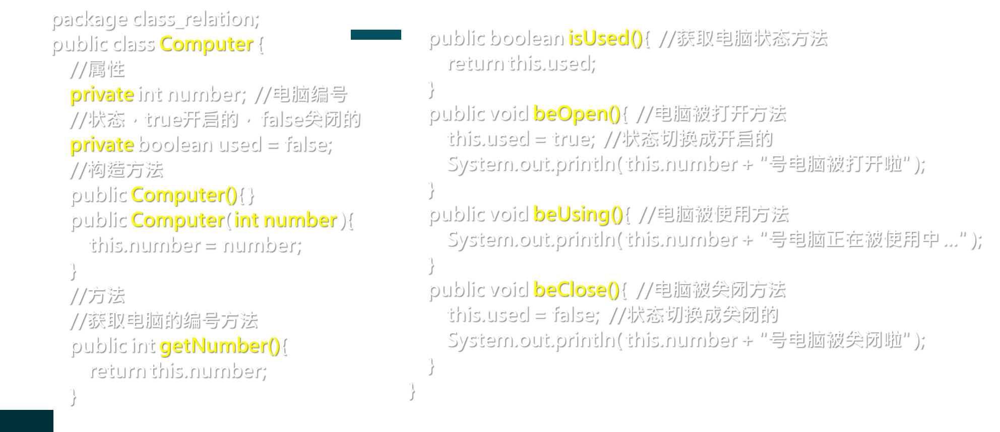 package class_relation;
public class Computer {
//属性
private int number; //电脑编号
//状态，true开启的，false关闭的
private boolean used = false;
//构造方法
public Computer(){}
public Computer(int number){
this.number = number;
}
//方法
//获取电脑的编号方法
public int getNumber(){
return this.number;
}
public boolean isUsed(){ //获取电脑状态方法
return this.used;
}
public void beOpen(){ //电脑被打开方法
this.used = true; //状态切换成开启的
System.out.println(this.number + "号电脑被打开啦");
}
public void beUsing(){ //电脑被使用方法
System.out.println(this.number + "号电脑正在被使用中...");
}
public void beClose(){ //电脑被关闭方法
this.used = false; //状态切换成关闭的
System.out.println(this.number + "号电脑被关闭啦");
}
}